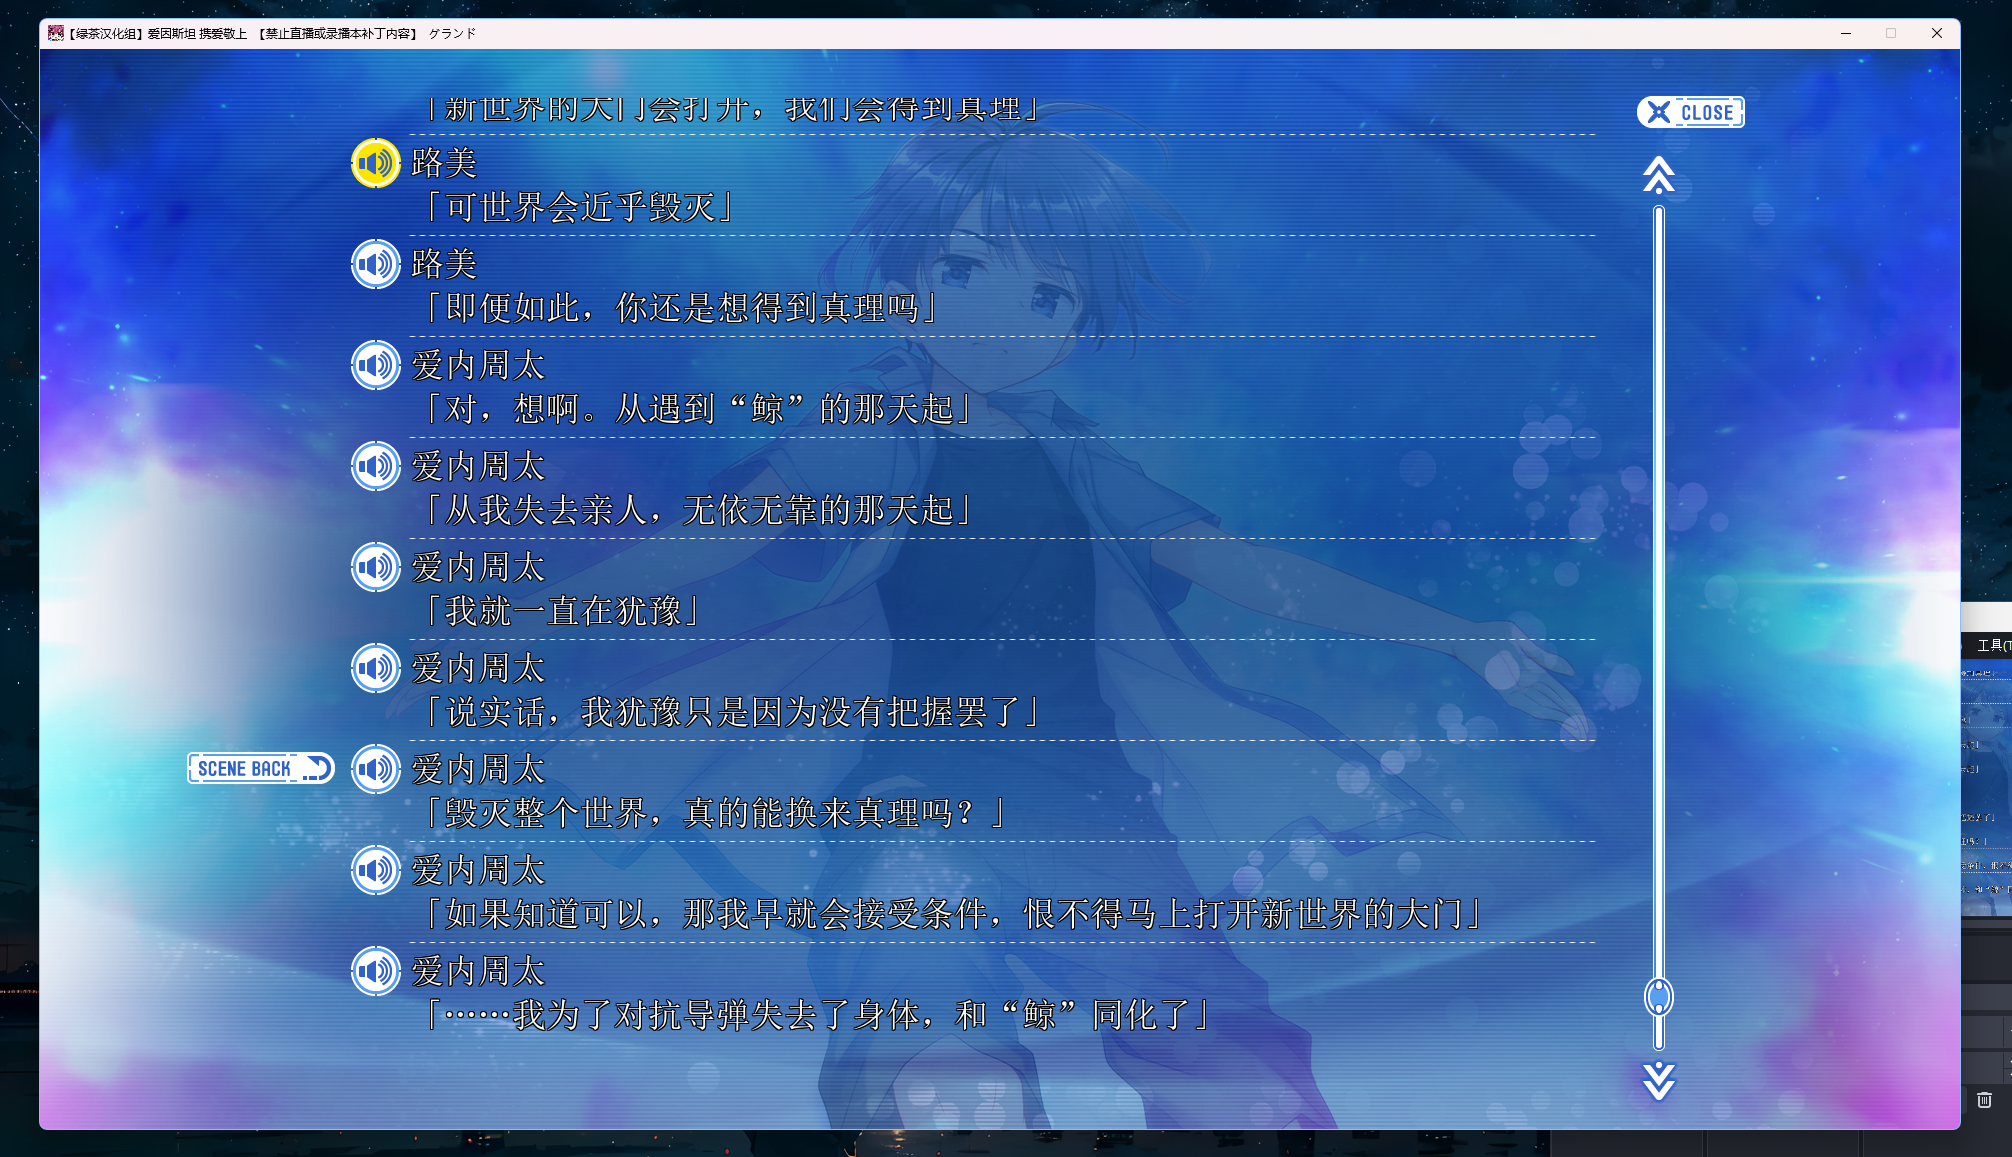 【绿茶汉化组】爱因斯坦 携爱敬上 【禁止直播或录播本补丁内容】 グランド
「新世界的大门会打开，我们会得到真理」
CLOSE
路美
「可世界会近乎毁灭」
路美
「即便如此，你还是想得到真理吗」
爱内周太
「对，想啊。从遇到“鲸”的那天起」
爱内周太
「从我失去亲人，无依无靠的那天起」
爱内周太
「我就一直在犹豫」
工具(T
爱内周太
「说实话，我犹豫只是因为没有把握罢了」
SCENE BACK
爱内周太
「毁灭整个世界，真的能换来真理吗？」
爱内周太
「如果知道可以，那我早就会接受条件，恨不得马上打开新世界的大门」
爱内周太
「……我为了对抗导弹失去了身体，和“鲸”同化了」